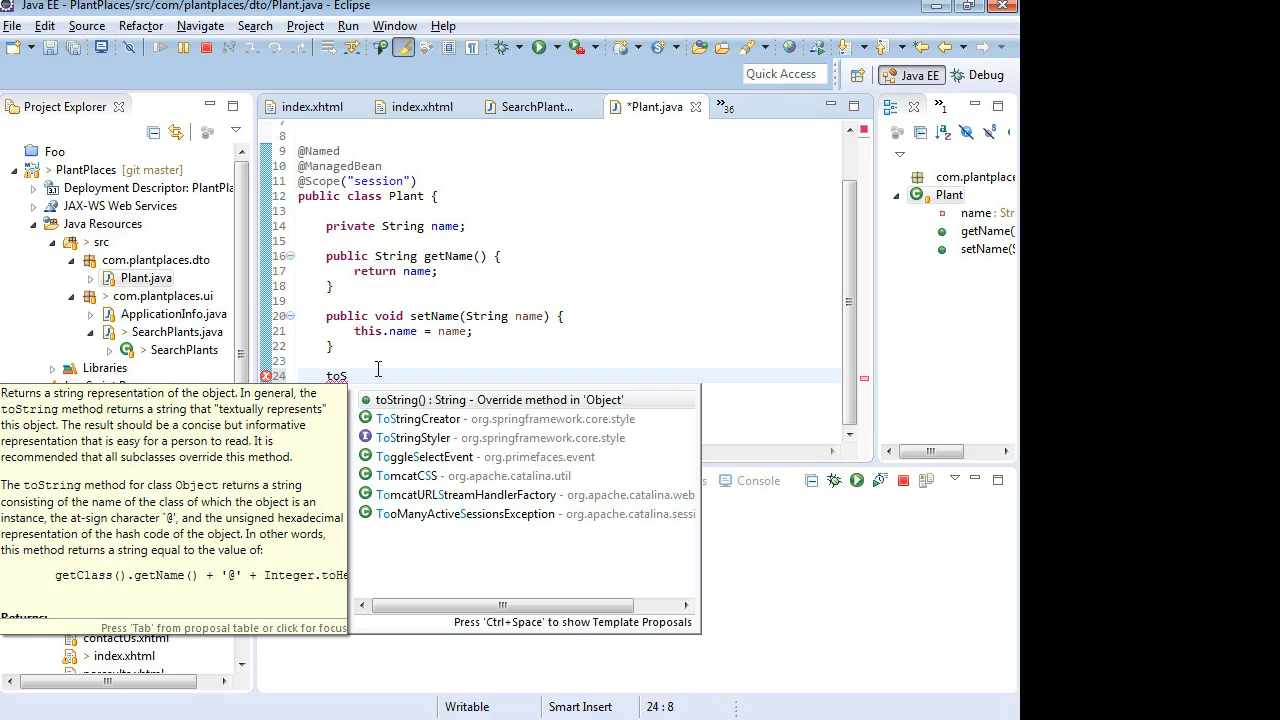 Java EE - PlantPlaces/src/com/plantplaces/dto/Plant.java - Eclipse
File Edit Source Refactor Navigate Search Project Run Session Window Help
Quick Access
Java EE
Debug
Project Explorer
index.xhtml
index.xhtml
SearchPlant...
*Plant.java
»36
»1
Foo
> PlantPlaces [git master]
Deployment Descriptor: PlantPla
JAX-WS Web Services
Java Resources
> src
com.plantplaces.dto
Plant.java
> com.plantplaces.ui
ApplicationInfo.java
> SearchPlants.java
> SearchPlants
Libraries
contactUs.xhtml
> index.xhtml
7
8
9 @Named
10 @ManagedBean
11 @Scope("session")
12 public class Plant {
13
14 private String name;
15
16 public String getName() {
17 return name;
18 }
19
20 public void setName(String name) {
21 this.name = name;
22 }
23
24 toS
com.plantplace
Plant
name : Stri
getName()
setName(S
Returns a string representation of the object. In general, the
toString method returns a string that "textually represents"
this object. The result should be a concise but informative
representation that is easy for a person to read. It is
recommended that all subclasses override this method.
The toString method for class Object returns a string
consisting of the name of the class of which the object is an
instance, the at-sign character `@', and the unsigned hexadecimal
representation of the hash code of the object. In other words,
this method returns a string equal to the value of:
getClass().getName() + '@' + Integer.toHe
Returns:
Press 'Tab' from proposal table or click for focus
toString() : String - Override method in 'Object'
ToStringCreator - org.springframework.core.style
ToStringStyler - org.springframework.core.style
ToggleSelectEvent - org.primefaces.event
TomcatCSS - org.apache.catalina.util
TomcatURLStreamHandlerFactory - org.apache.catalina.web
TooManyActiveSessionsException - org.apache.catalina.sessi
Press 'Ctrl+Space' to show Template Proposals
Console
Writable
Smart Insert
24 : 8